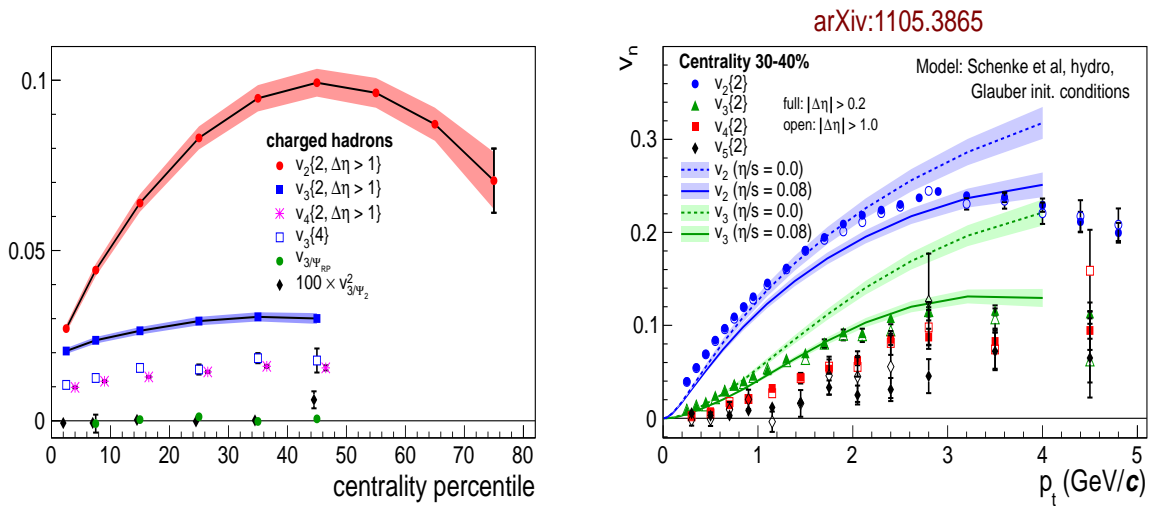 arXiv:1105.3865
0.1
0.05
0
charged hadrons
v2{2, Δη > 1}
v3{2, Δη > 1}
v4{2, Δη > 1}
v3{4}
v3/ΨRP
100 × v²3/Ψ2
0 10 20 30 40 50 60 70 80
centrality percentile
vn
0.3
0.2
0.1
0
Centrality 30-40%
v2{2}
v3{2}
v4{2}
v5{2}
full: |Δη| > 0.2
open: |Δη| > 1.0
v2 (η/s = 0.0)
v2 (η/s = 0.08)
v3 (η/s = 0.0)
v3 (η/s = 0.08)
Model: Schenke et al, hydro,
Glauber init. conditions
0 1 2 3 4 5
pt (GeV/c)